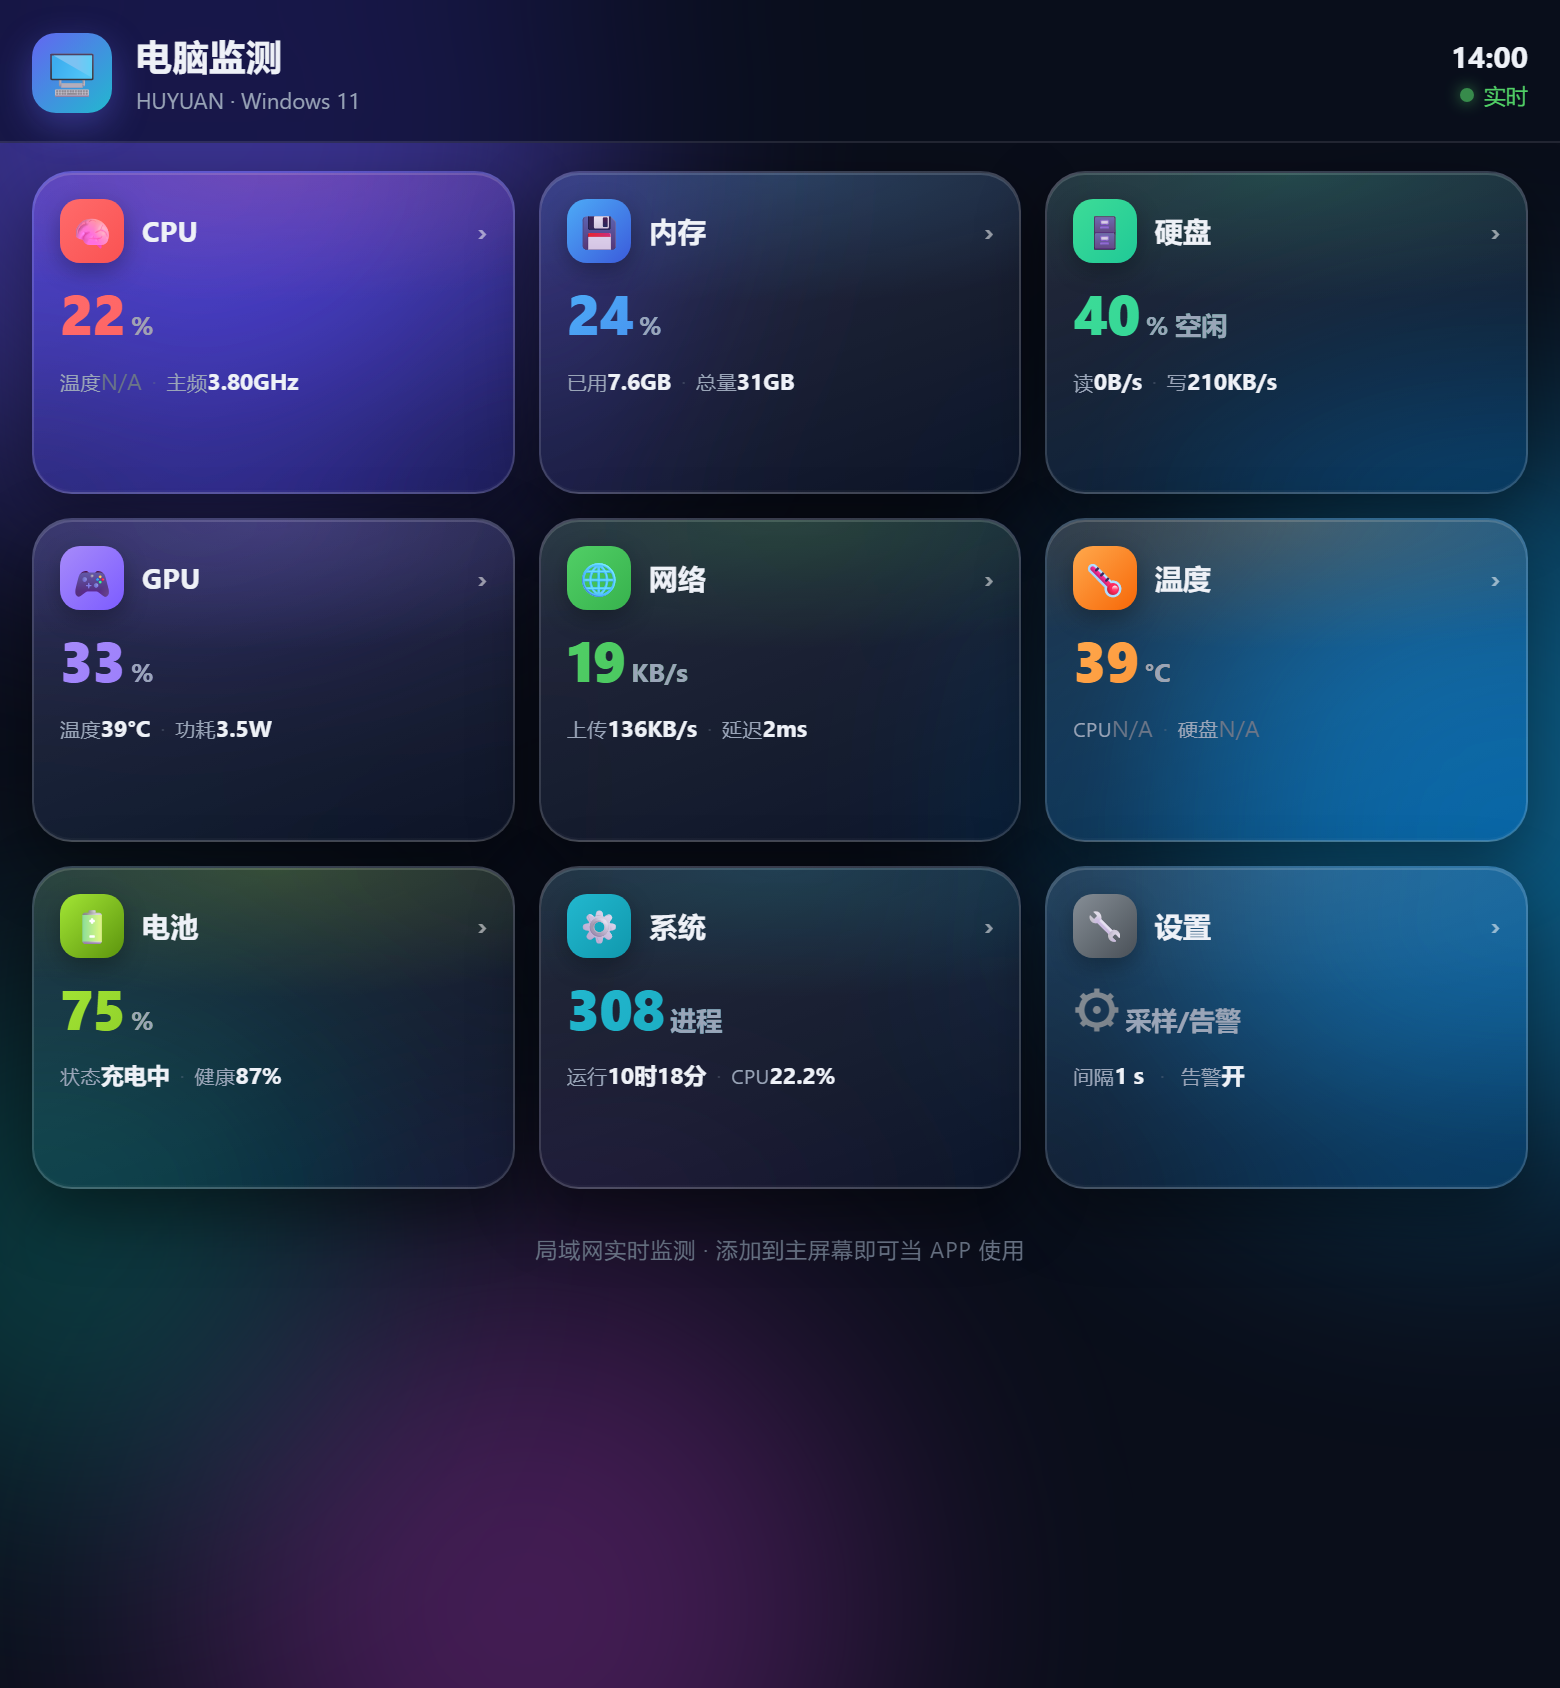 电脑监测
HUYUAN · Windows 11
14:00
实时
CPU ›
22 %
温度N/A · 主频3.80GHz
内存 ›
24 %
已用7.6GB · 总量31GB
硬盘 ›
40 % 空闲
读0B/s · 写210KB/s
GPU ›
33 %
温度39°C · 功耗3.5W
网络 ›
19 KB/s
上传136KB/s · 延迟2ms
温度 ›
39 °C
CPUN/A · 硬盘N/A
电池 ›
75 %
状态充电中 · 健康87%
系统 ›
308 进程
运行10时18分 · CPU22.2%
设置 ›
采样/告警
间隔1 s · 告警开
局域网实时监测 · 添加到主屏幕即可当 APP 使用